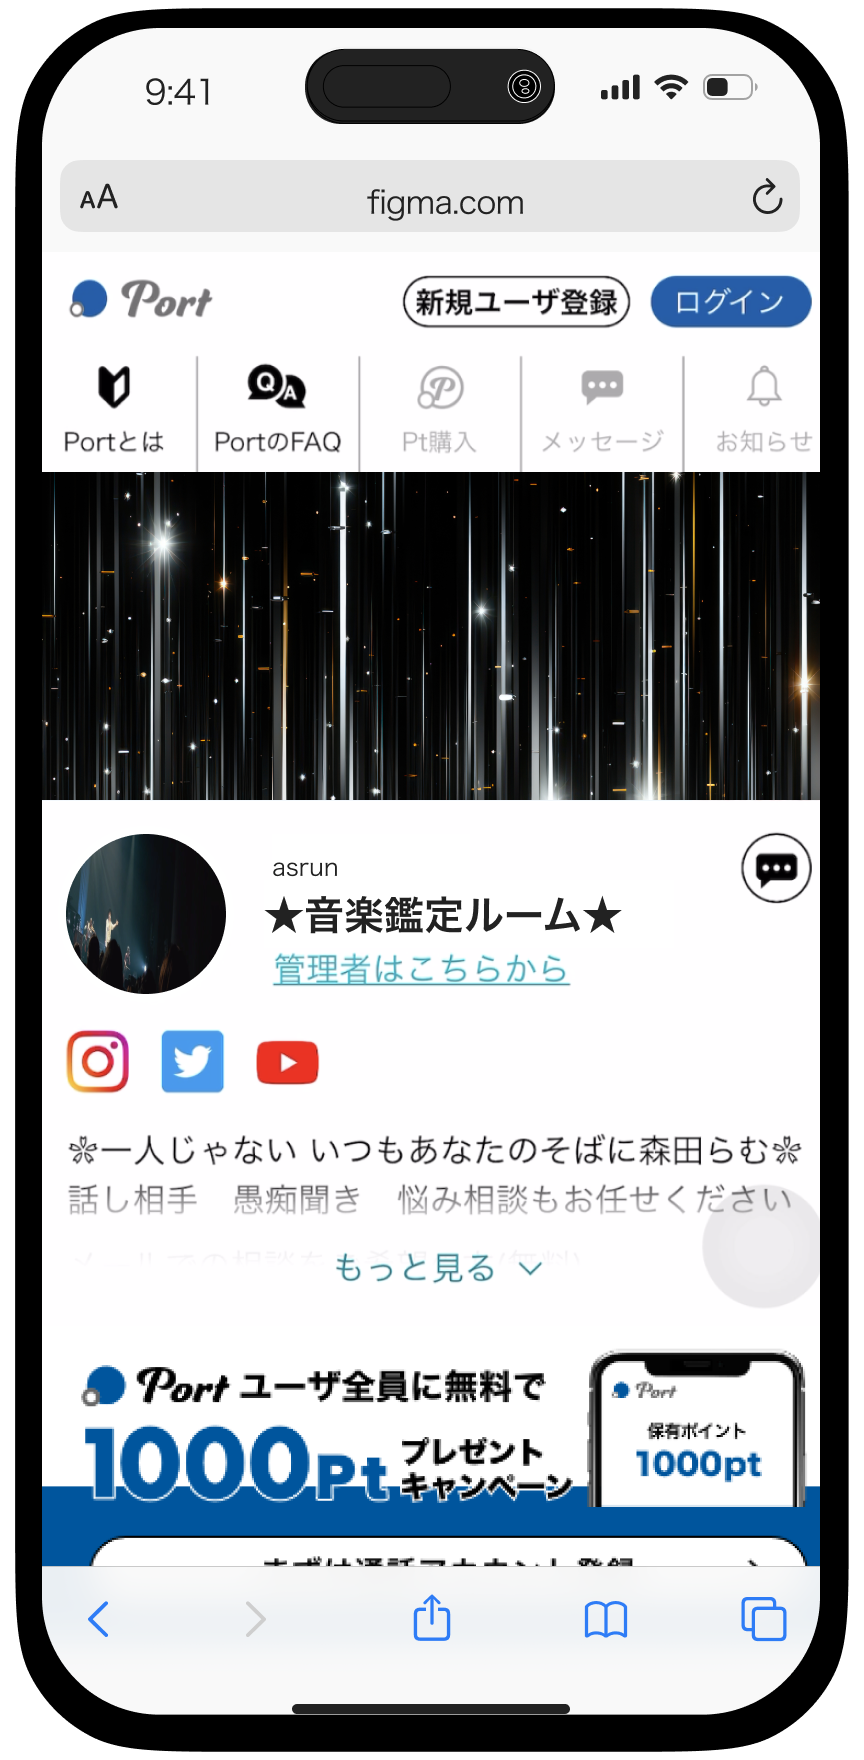 9:41
AA
figma.com
Port
新規ユーザ登録
ログイン
Portとは
QA
PortのFAQ
P
Pt購入
メッセージ
お知らせ
asrun
★音楽鑑定ルーム★
管理者はこちらから
一人じゃない いつもあなたのそばに森田らむ
話し相手　愚痴聞き　悩み相談もお任せください
もっと見る
Port ユーザ全員に無料で
1000Pt プレゼント
キャンペーン
Port
保有ポイント
1000pt